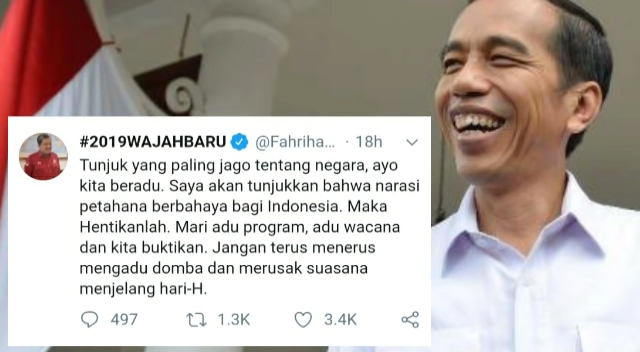 #2019WAJAHBARU @Fahriha... · 18h
Tunjuk yang paling jago tentang negara, ayo
kita beradu. Saya akan tunjukkan bahwa narasi
petahana berbahaya bagi Indonesia. Maka
Hentikanlah. Mari adu program, adu wacana
dan kita buktikan. Jangan terus menerus
mengadu domba dan merusak suasana
menjelang hari-H.
497 1.3K 3.4K